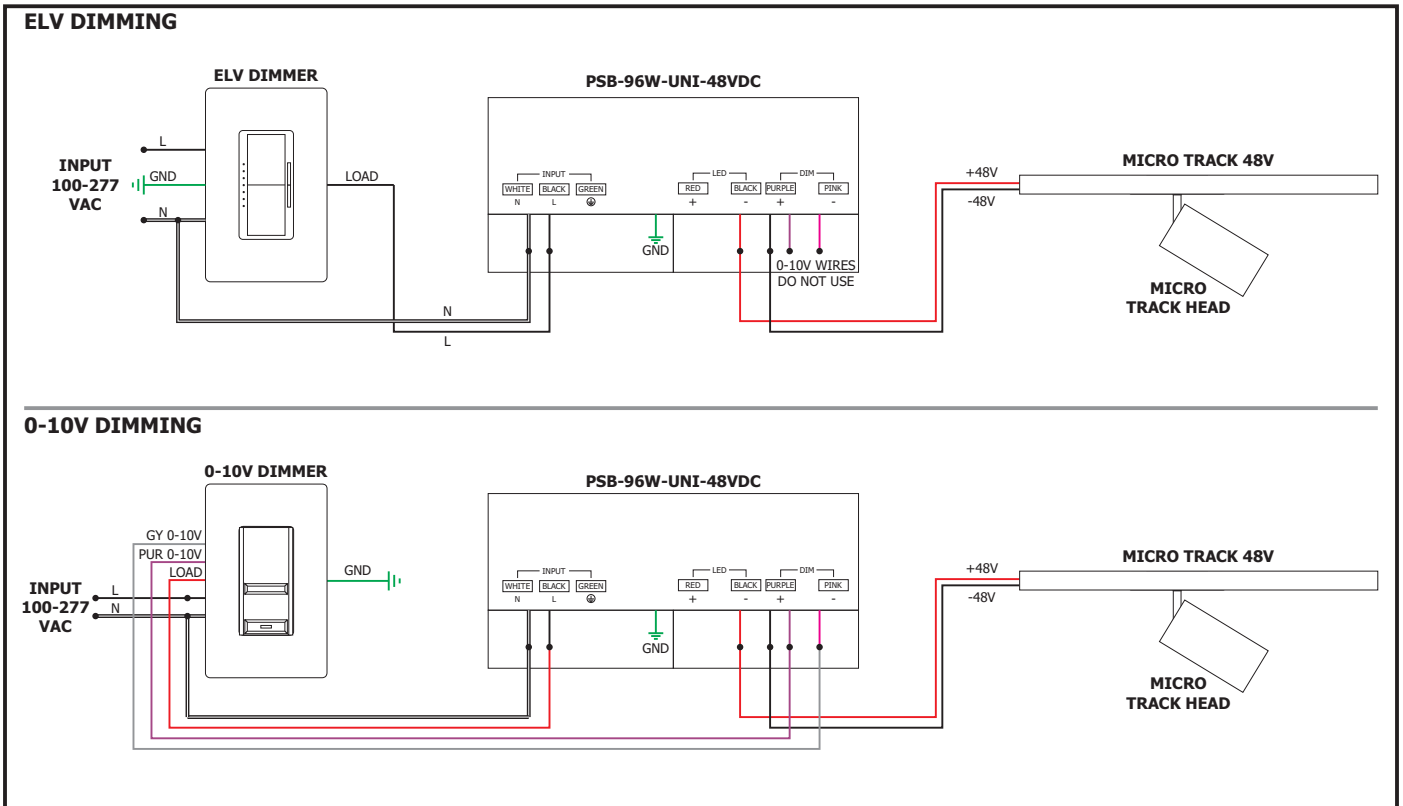 ELV DIMMING
ELV DIMMER
PSB-96W-UNI-48VDC
INPUT
100-277
VAC
L
GND
N
LOAD
INPUT
WHITE BLACK GREEN
N L
LED
RED BLACK
+ -
DIM
PURPLE PINK
+ -
GND
0-10V WIRES
DO NOT USE
N
L
+48V
-48V
MICRO TRACK 48V
MICRO
TRACK HEAD
0-10V DIMMING
0-10V DIMMER
PSB-96W-UNI-48VDC
GY 0-10V
PUR 0-10V
LOAD
INPUT
100-277
VAC
L
N
GND
INPUT
WHITE BLACK GREEN
N L
LED
RED BLACK
+ -
DIM
PURPLE PINK
+ -
GND
+48V
-48V
MICRO TRACK 48V
MICRO
TRACK HEAD